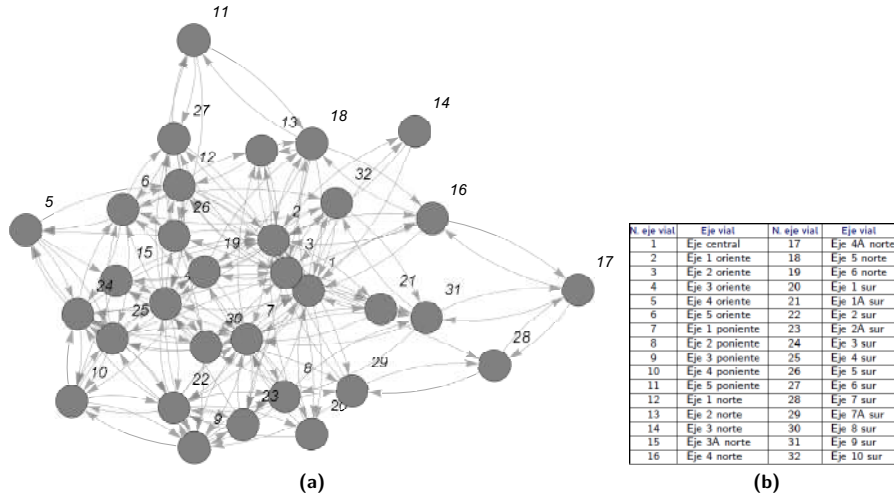 11
14
27
13
18
12
32
6
16
5
26
2
15
19
3
17
1
24
21
31
25
30
7
28
29
8
10
22
23
9
(a)
N. eje vial Eje vial N. eje vial Eje vial
1 Eje central 17 Eje 4A norte
2 Eje 1 oriente 18 Eje 5 norte
3 Eje 2 oriente 19 Eje 6 norte
4 Eje 3 oriente 20 Eje 1 sur
5 Eje 4 oriente 21 Eje 1A sur
6 Eje 5 oriente 22 Eje 2 sur
7 Eje 1 poniente 23 Eje 2A sur
8 Eje 2 poniente 24 Eje 3 sur
9 Eje 3 poniente 25 Eje 4 sur
10 Eje 4 poniente 26 Eje 5 sur
11 Eje 5 poniente 27 Eje 6 sur
12 Eje 1 norte 28 Eje 7 sur
13 Eje 2 norte 29 Eje 7A sur
14 Eje 3 norte 30 Eje 8 sur
15 Eje 3A norte 31 Eje 9 sur
16 Eje 4 norte 32 Eje 10 sur
(b)